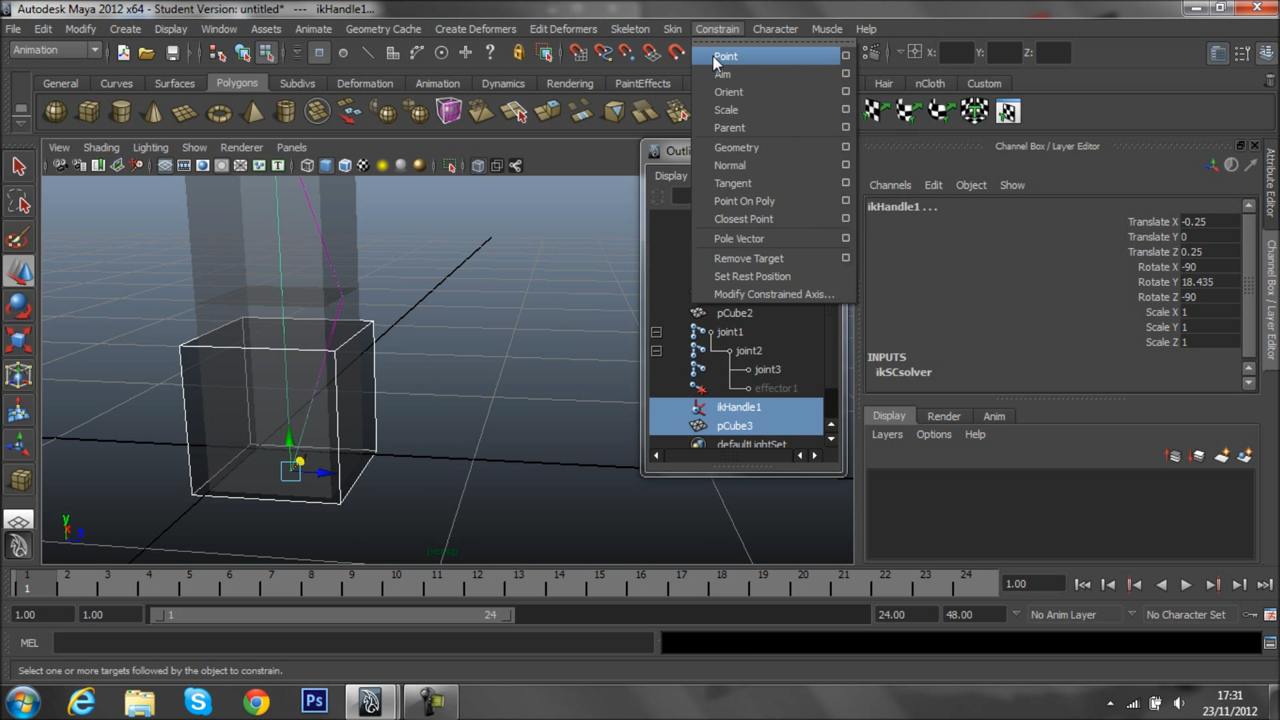 Autodesk Maya 2012 x64 - Student Version: untitled* --- ikHandle1...
File Edit Modify Create Display Window Assets Animate Geometry Cache Create Deformers Edit Deformers Skeleton Skin Constrain Character Muscle Help
Animation
X: Y: Z:
General Curves Surfaces Polygons Subdivs Deformation Animation Dynamics Rendering PaintEffects
Hair nCloth Custom
View Shading Lighting Show Renderer Panels
Point
Aim
Orient
Scale
Parent
Geometry
Normal
Tangent
Point On Poly
Closest Point
Pole Vector
Remove Target
Set Rest Position
Modify Constrained Axis...
Display
pCube2
joint1
joint2
joint3
effector1
ikHandle1
pCube3
defaultLightSet
persp
y
z
Channel Box / Layer Editor
Channels Edit Object Show
ikHandle1 . . .
Translate X -0.25
Translate Y 0
Translate Z 0.25
Rotate X -90
Rotate Y 18.435
Rotate Z -90
Scale X 1
Scale Y 1
Scale Z 1
INPUTS
ikSCsolver
Display Render Anim
Layers Options Help
Attribute Editor
Channel Box / Layer Editor
1 2 3 4 5 6 7 8 9 10 11 12 13 14 15 16 17 18 19 20 21 22 23 24
1
1.00
1.00 1.00 1 24 24.00 48.00 No Anim Layer No Character Set
MEL
Select one or more targets followed by the object to constrain.
Ps
17:31
23/11/2012